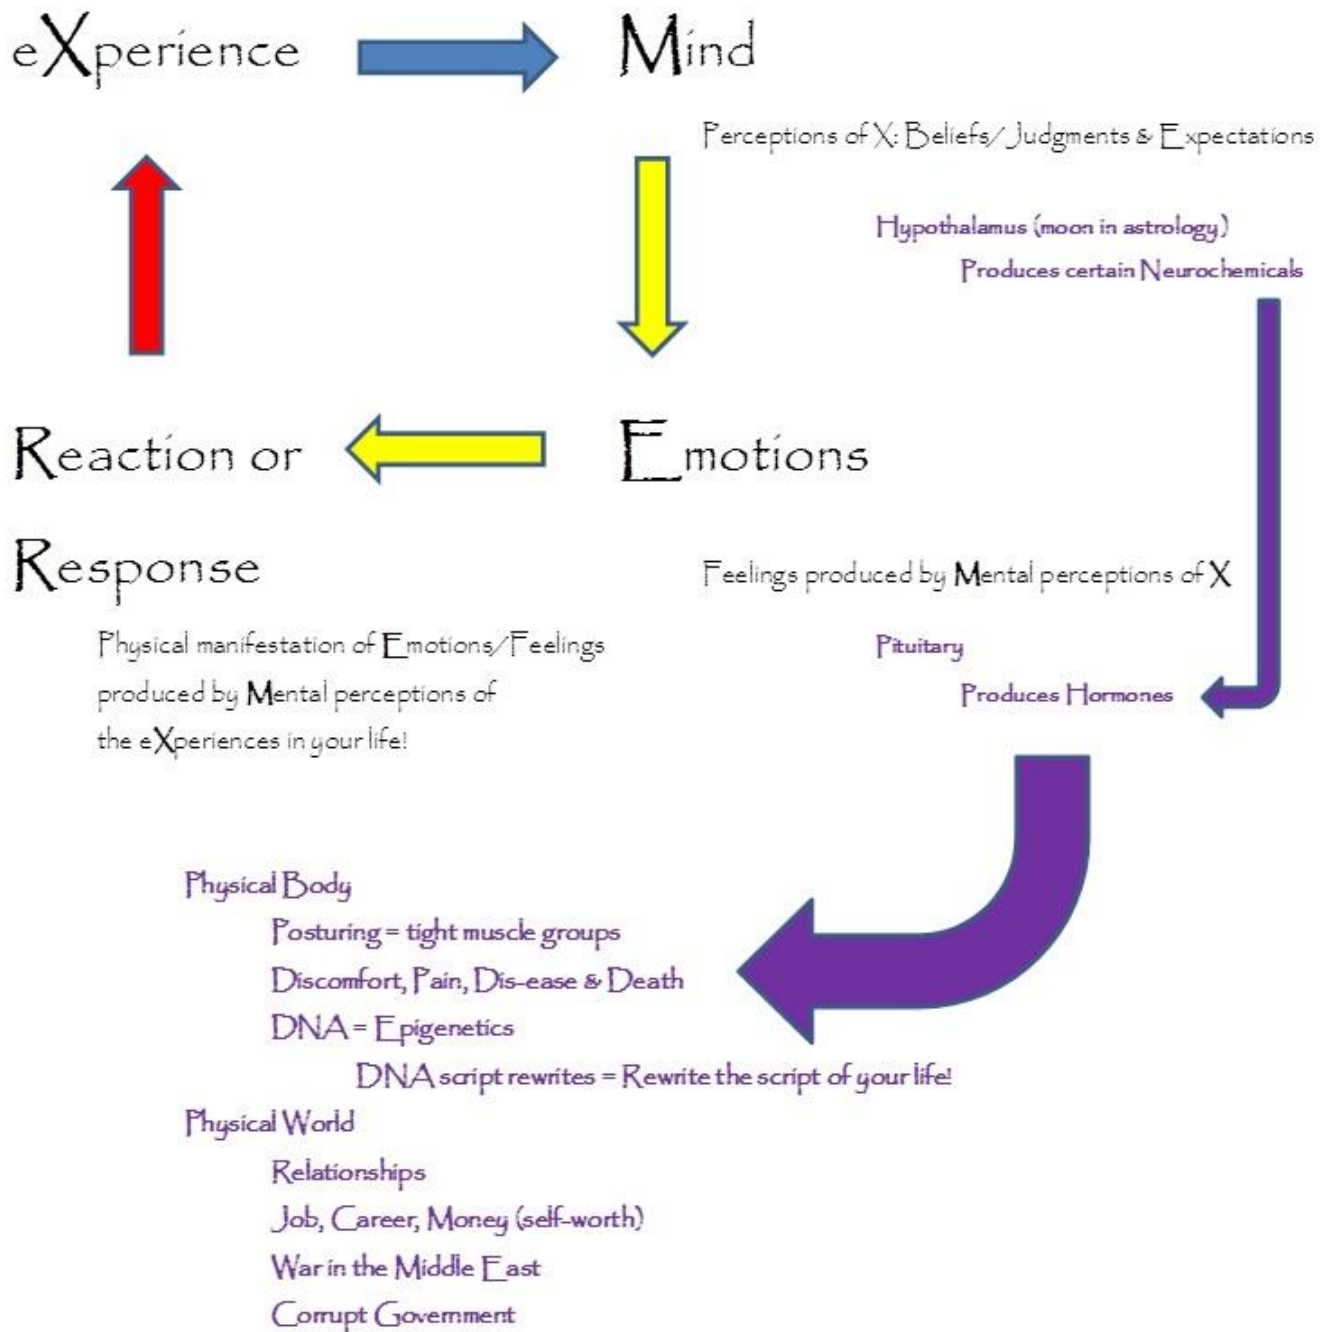 eXperience
Mind
Perceptions of X: Beliefs/Judgments & Expectations
Hypothalamus (moon in astrology)
Produces certain Neurochemicals
Reaction or
Emotions
Response
Feelings produced by Mental perceptions of X
Physical manifestation of Emotions/Feelings
produced by Mental perceptions of
the eXperiences in your life!
Pituitary
Produces Hormones
Physical Body
Posturing = tight muscle groups
Discomfort, Pain, Dis-ease & Death
DNA = Epigenetics
DNA script rewrites = Rewrite the script of your life!
Physical World
Relationships
Job, Career, Money (self-worth)
War in the Middle East
Corrupt Government